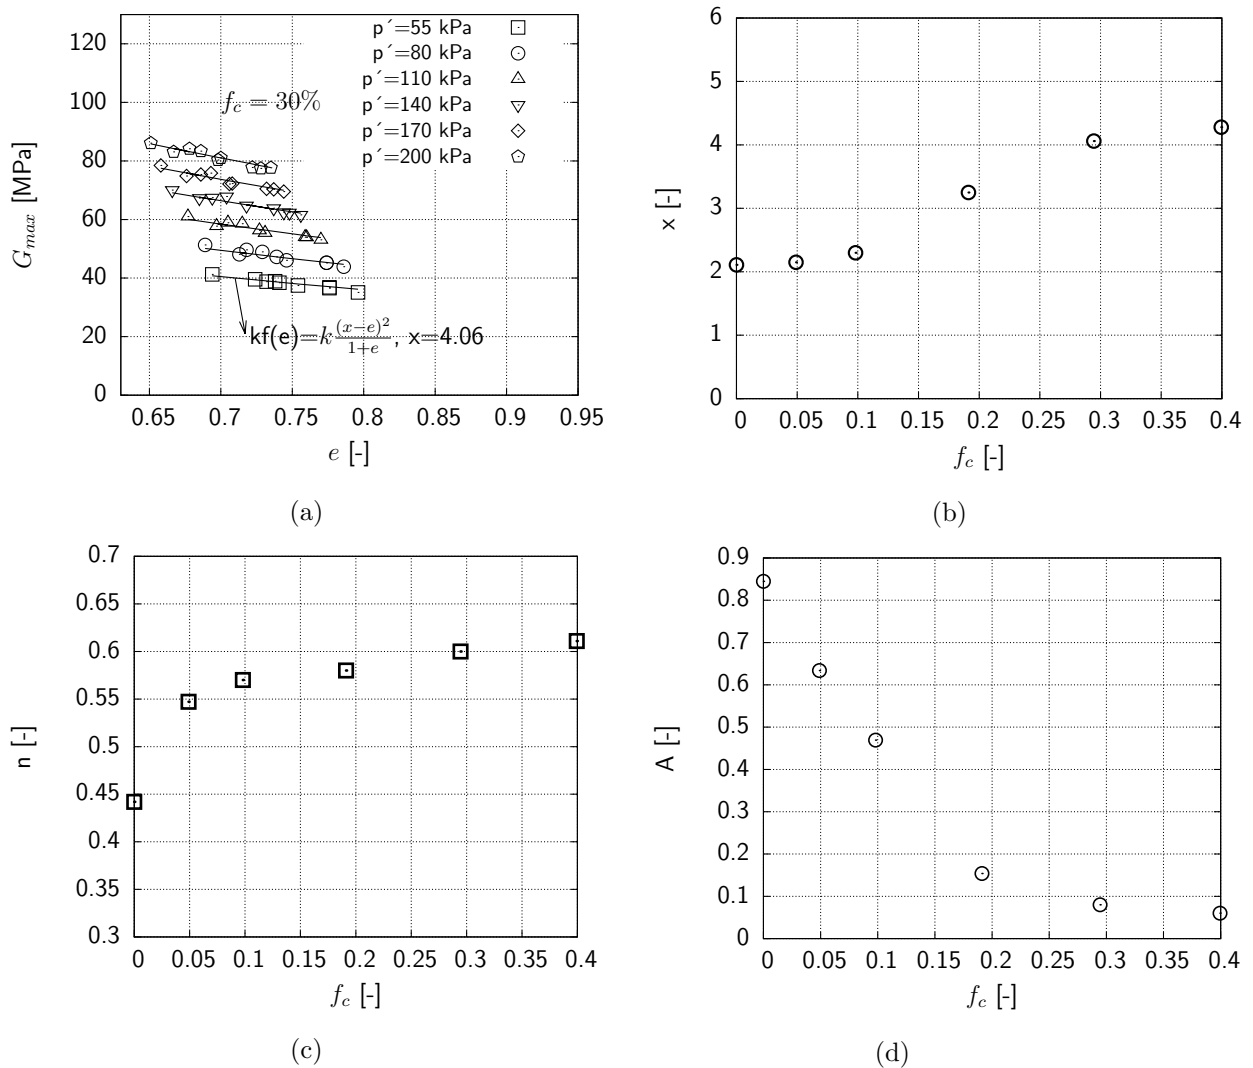 120
100
80
60
40
20
0
0.65 0.7 0.75 0.8 0.85 0.9 0.95
G_max [MPa]
e [-]
p´=55 kPa
p´=80 kPa
p´=110 kPa
p´=140 kPa
p´=170 kPa
p´=200 kPa
f_c = 30%
kf(e)=k(x−e)²/(1+e), x=4.06
(a)
6
5
4
3
2
1
0
0 0.05 0.1 0.15 0.2 0.25 0.3 0.35 0.4
x [-]
f_c [-]
(b)
0.7
0.65
0.6
0.55
0.5
0.45
0.4
0.35
0.3
0 0.05 0.1 0.15 0.2 0.25 0.3 0.35 0.4
n [-]
f_c [-]
(c)
0.9
0.8
0.7
0.6
0.5
0.4
0.3
0.2
0.1
0
0 0.05 0.1 0.15 0.2 0.25 0.3 0.35 0.4
A [-]
f_c [-]
(d)